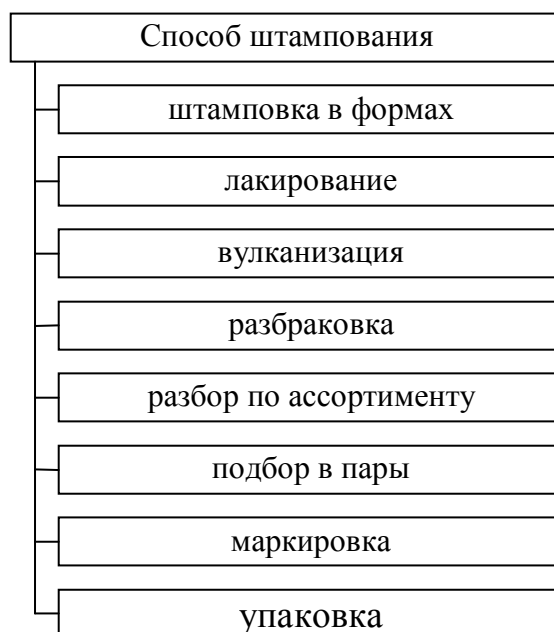 Способ штампования
штамповка в формах
лакирование
вулканизация
разбраковка
разбор по ассортименту
подбор в пары
маркировка
упаковка